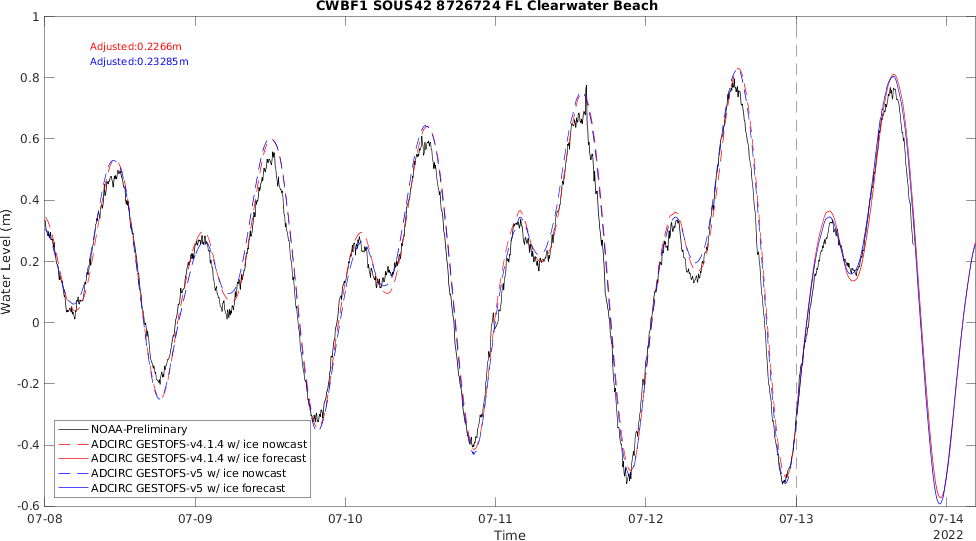 CWBF1 SOUS42 8726724 FL Clearwater Beach
Adjusted:0.2266m
Adjusted:0.23285m
1
0.8
0.6
0.4
0.2
0
-0.2
-0.4
-0.6
Water Level (m)
NOAA-Preliminary
ADCIRC GESTOFS-v4.1.4 w/ ice nowcast
ADCIRC GESTOFS-v4.1.4 w/ ice forecast
ADCIRC GESTOFS-v5 w/ ice nowcast
ADCIRC GESTOFS-v5 w/ ice forecast
07-08 07-09 07-10 07-11 07-12 07-13 07-14
Time 2022